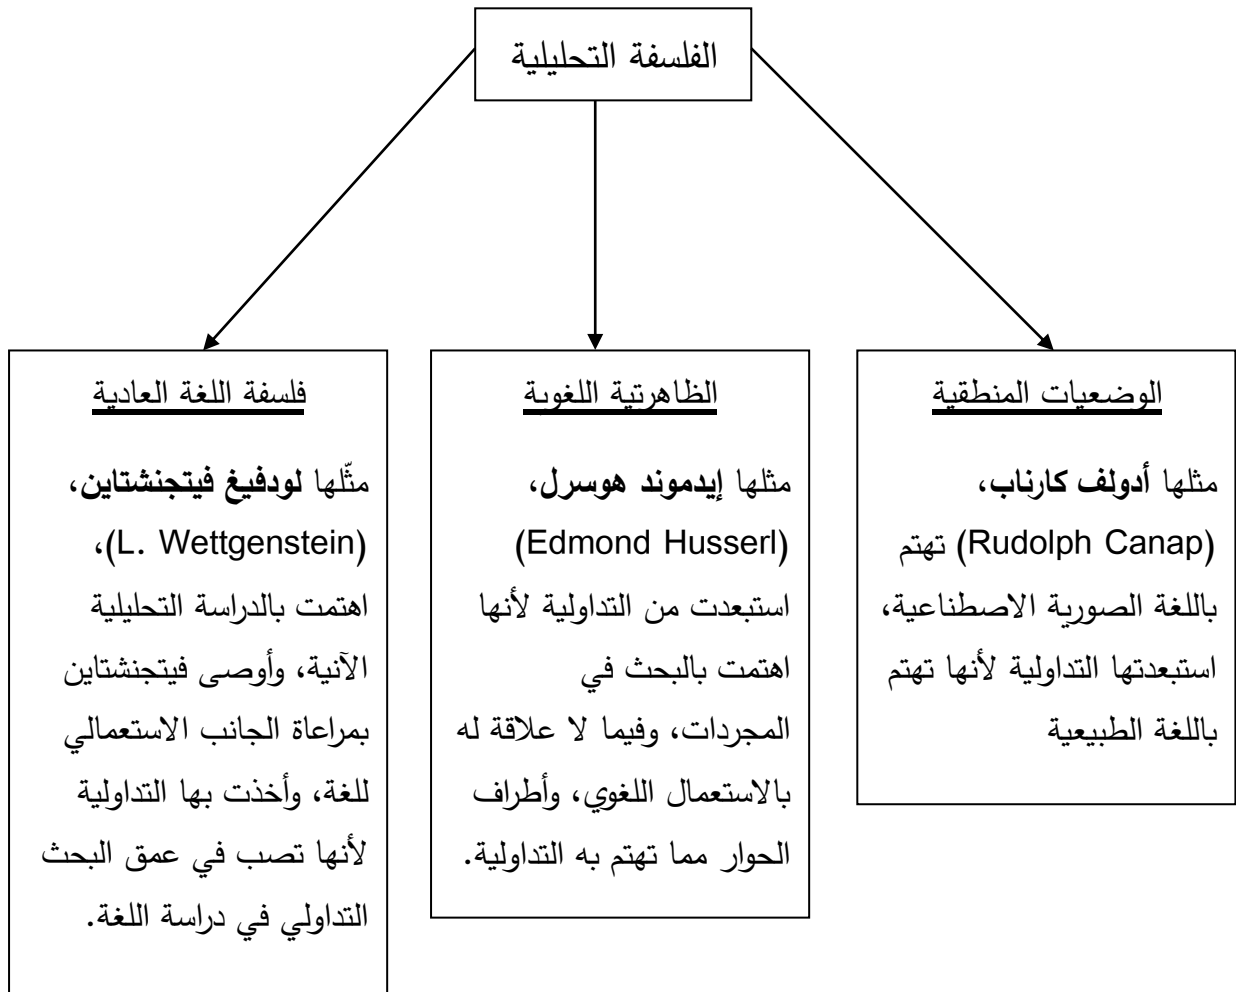 الفلسفة التحليلية
الوضعيات المنطقية
مثلها أدولف كارناب،
(Rudolph Canap) تهتم
باللغة الصورية الاصطناعية،
استبعدتها التداولية لأنها تهتم
باللغة الطبيعية
الظاهرتية اللغوية
مثلها إيدموند هوسرل،
(Edmond Husserl)
استبعدت من التداولية لأنها
اهتمت بالبحث في
المجردات، وفيما لا علاقة له
بالاستعمال اللغوي، وأطراف
الحوار مما تهتم به التداولية.
فلسفة اللغة العادية
مثّلها لودفيغ فيتجنشتاين،
(L. Wettgenstein)،
اهتمت بالدراسة التحليلية
الآنية، وأوصى فيتجنشتاين
بمراعاة الجانب الاستعمالي
للغة، وأخذت بها التداولية
لأنها تصب في عمق البحث
التداولي في دراسة اللغة.